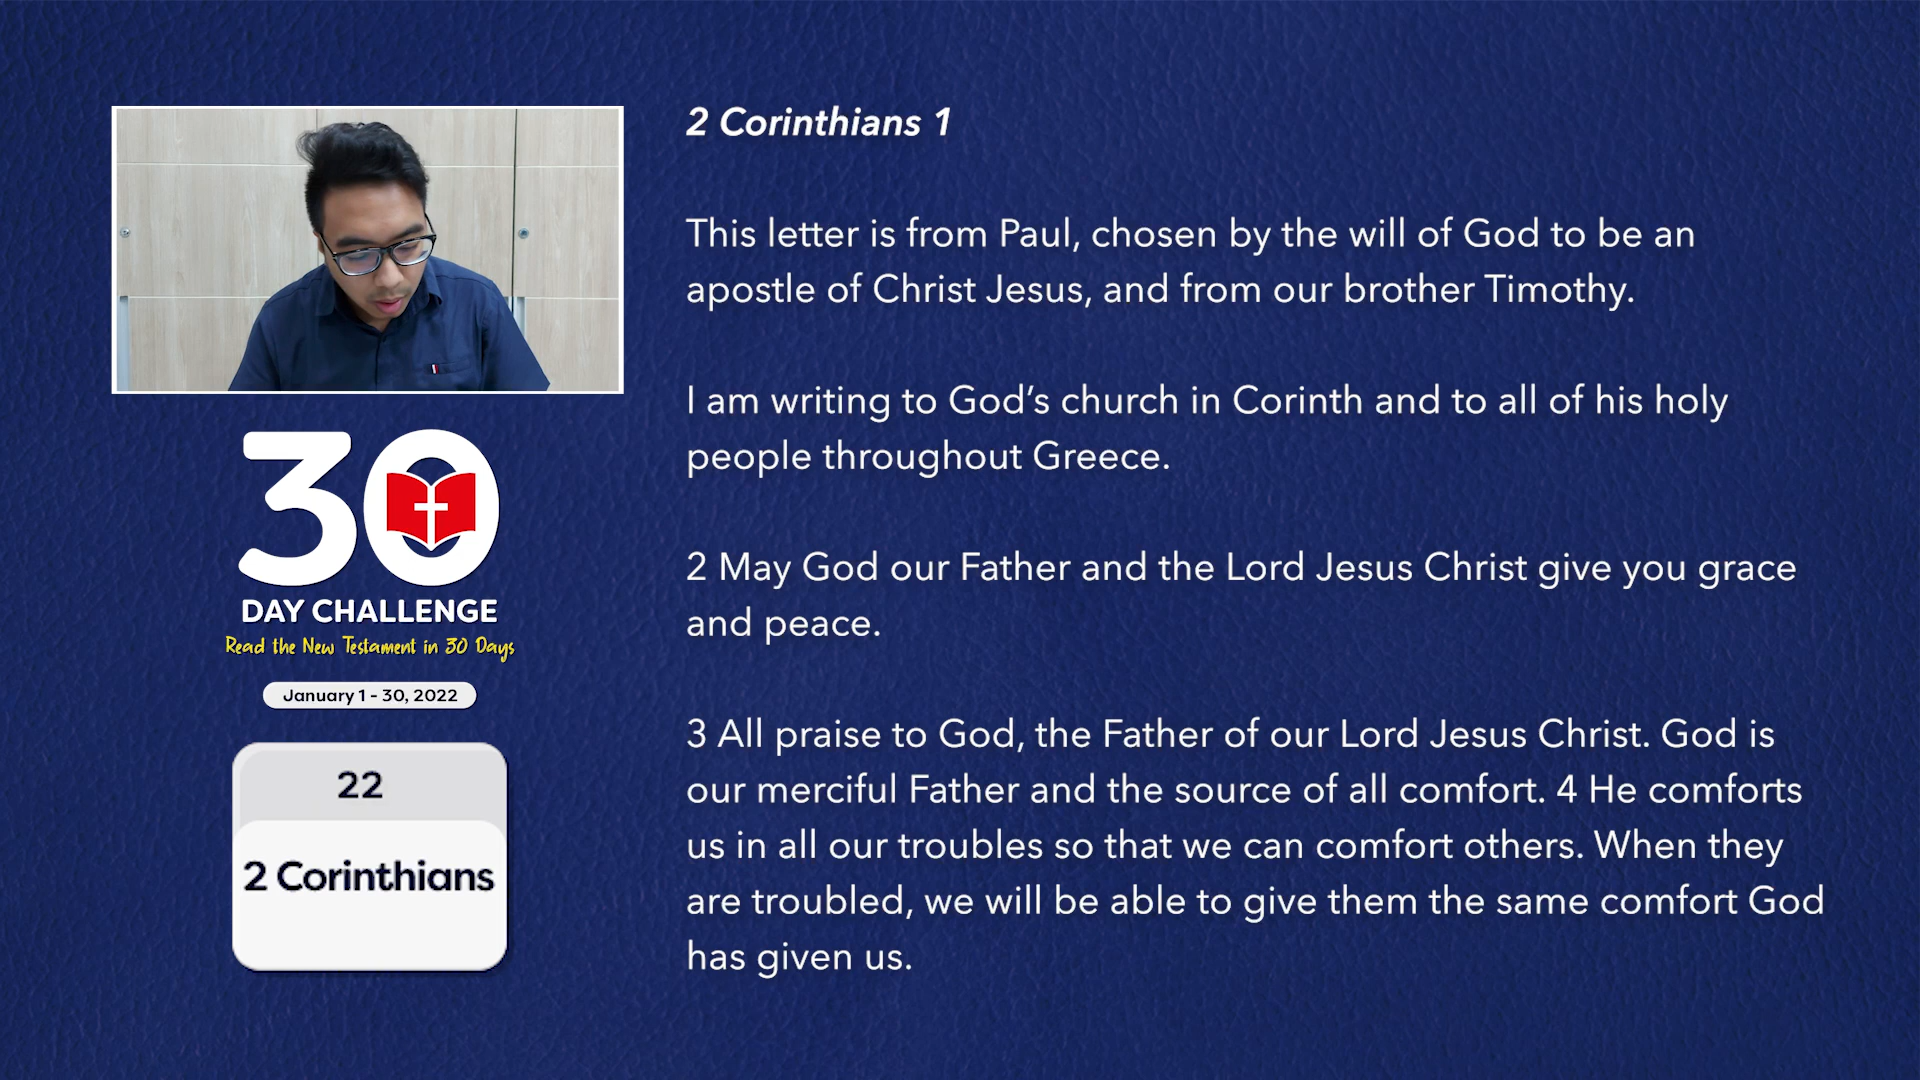 2 Corinthians 1
This letter is from Paul, chosen by the will of God to be an
apostle of Christ Jesus, and from our brother Timothy.
I am writing to God’s church in Corinth and to all of his holy
people throughout Greece.
2 May God our Father and the Lord Jesus Christ give you grace
and peace.
3 All praise to God, the Father of our Lord Jesus Christ. God is
our merciful Father and the source of all comfort. 4 He comforts
us in all our troubles so that we can comfort others. When they
are troubled, we will be able to give them the same comfort God
has given us.
30
DAY CHALLENGE
Read the New Testament in 30 Days
January 1 - 30, 2022
22
2 Corinthians